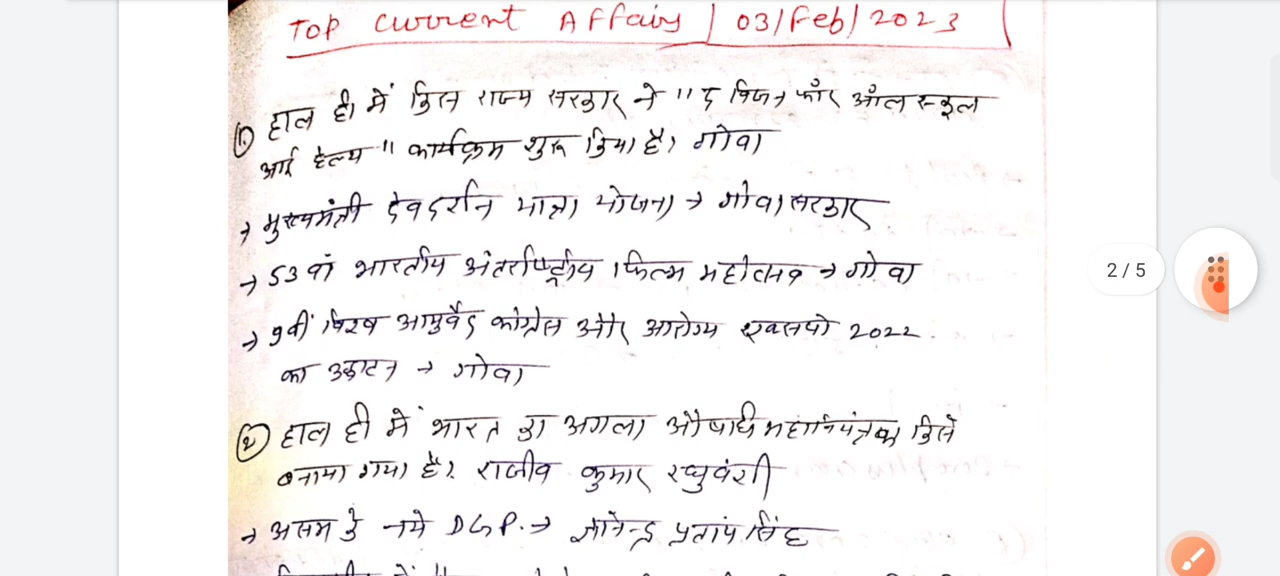 Top Current Affairs | 03/Feb/2023
① हाल ही में किस राज्य सरकार ने "द विजन फॉर ऑल स्कूल
आई हेल्थ" कार्यक्रम शुरू किया है? गोवा
→ मुख्यमंत्री देवदर्शन यात्रा योजना → गोवा सरकार
→ 53वां भारतीय अंतर्राष्ट्रीय फिल्म महोत्सव → गोवा
→ 9वीं विश्व आयुर्वेद कांग्रेस और आरोग्य एक्सपो 2022
का उद्घाटन → गोवा
2/5
② हाल ही में भारत का अगला औषधि महानियंत्रक किसे
बनाया गया है? राजीव कुमार रघुवंशी
→ असम के नये DGP → ज्ञानेन्द्र प्रताप सिंह